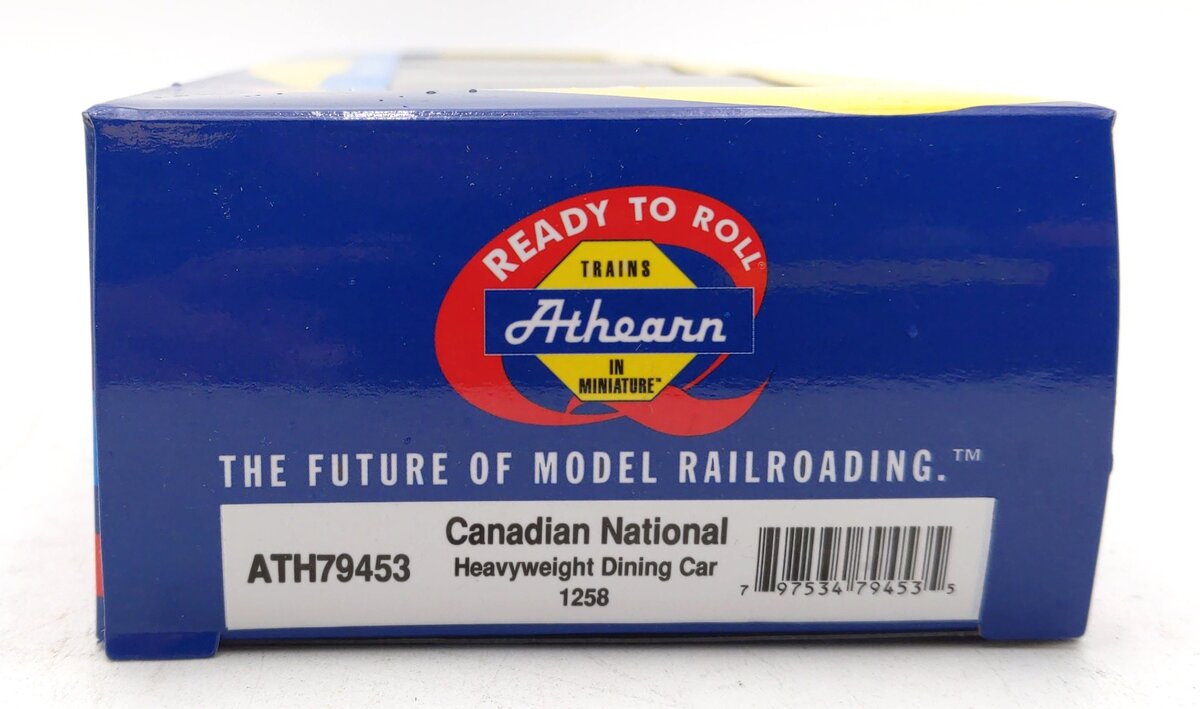 READY TO ROLL®
TRAINS
Athearn
IN
MINIATURE™
THE FUTURE OF MODEL RAILROADING.™
ATH79453
Canadian National
Heavyweight Dining Car
1258
7 97534 79453 5